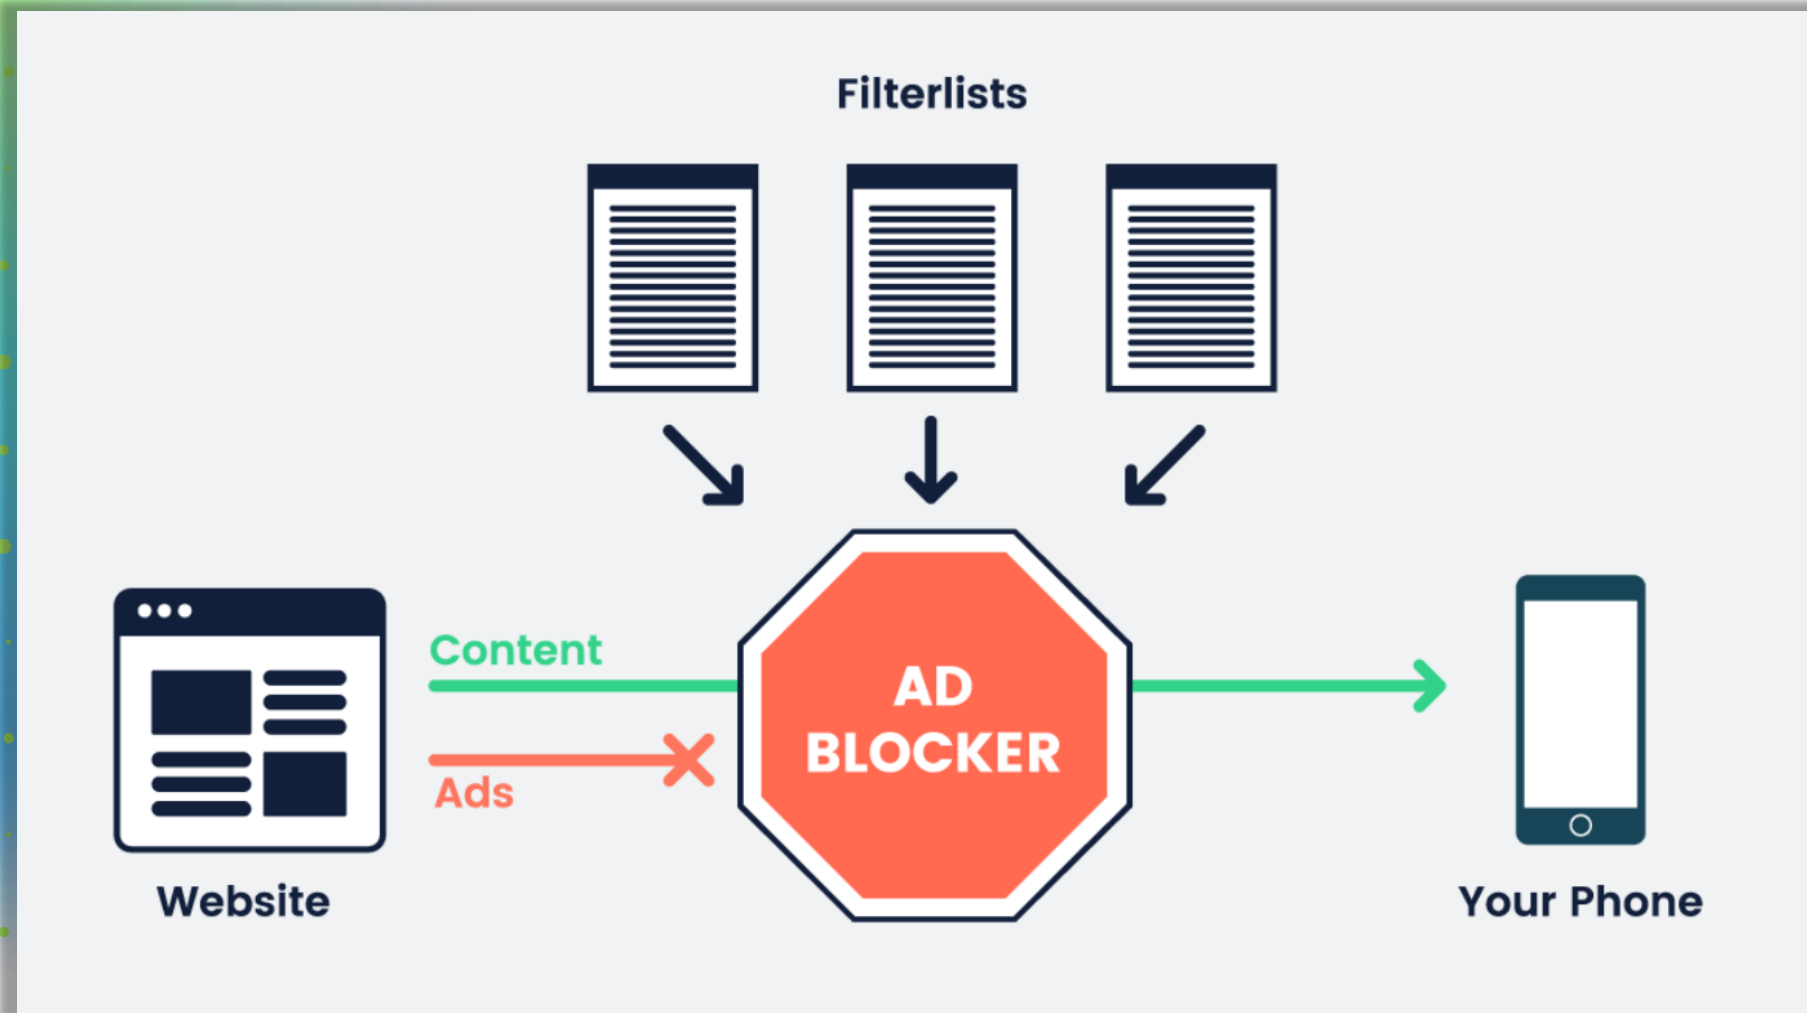 Filterlists
Content
AD
BLOCKER
Ads
Website
Your Phone